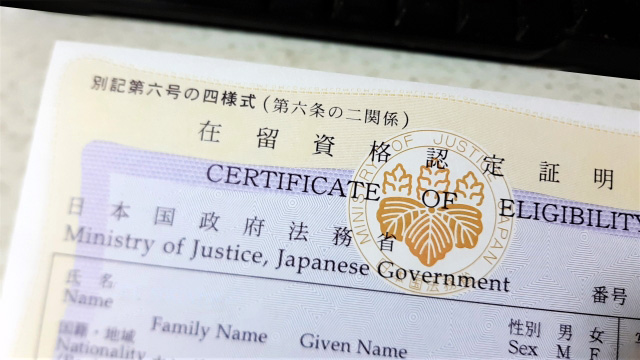 別記第六号の四様式(第六条の二関係)
在留資格認定証明
CERTIFICATE OF ELIGIBILITY
日本国政府法務省
Ministry of Justice, Japanese Government
MINISTRY OF JUSTICE JAPAN
番号
氏名
Name
Family Name Given Name
性別 男 女
Sex M F
国籍・地域
Nationality